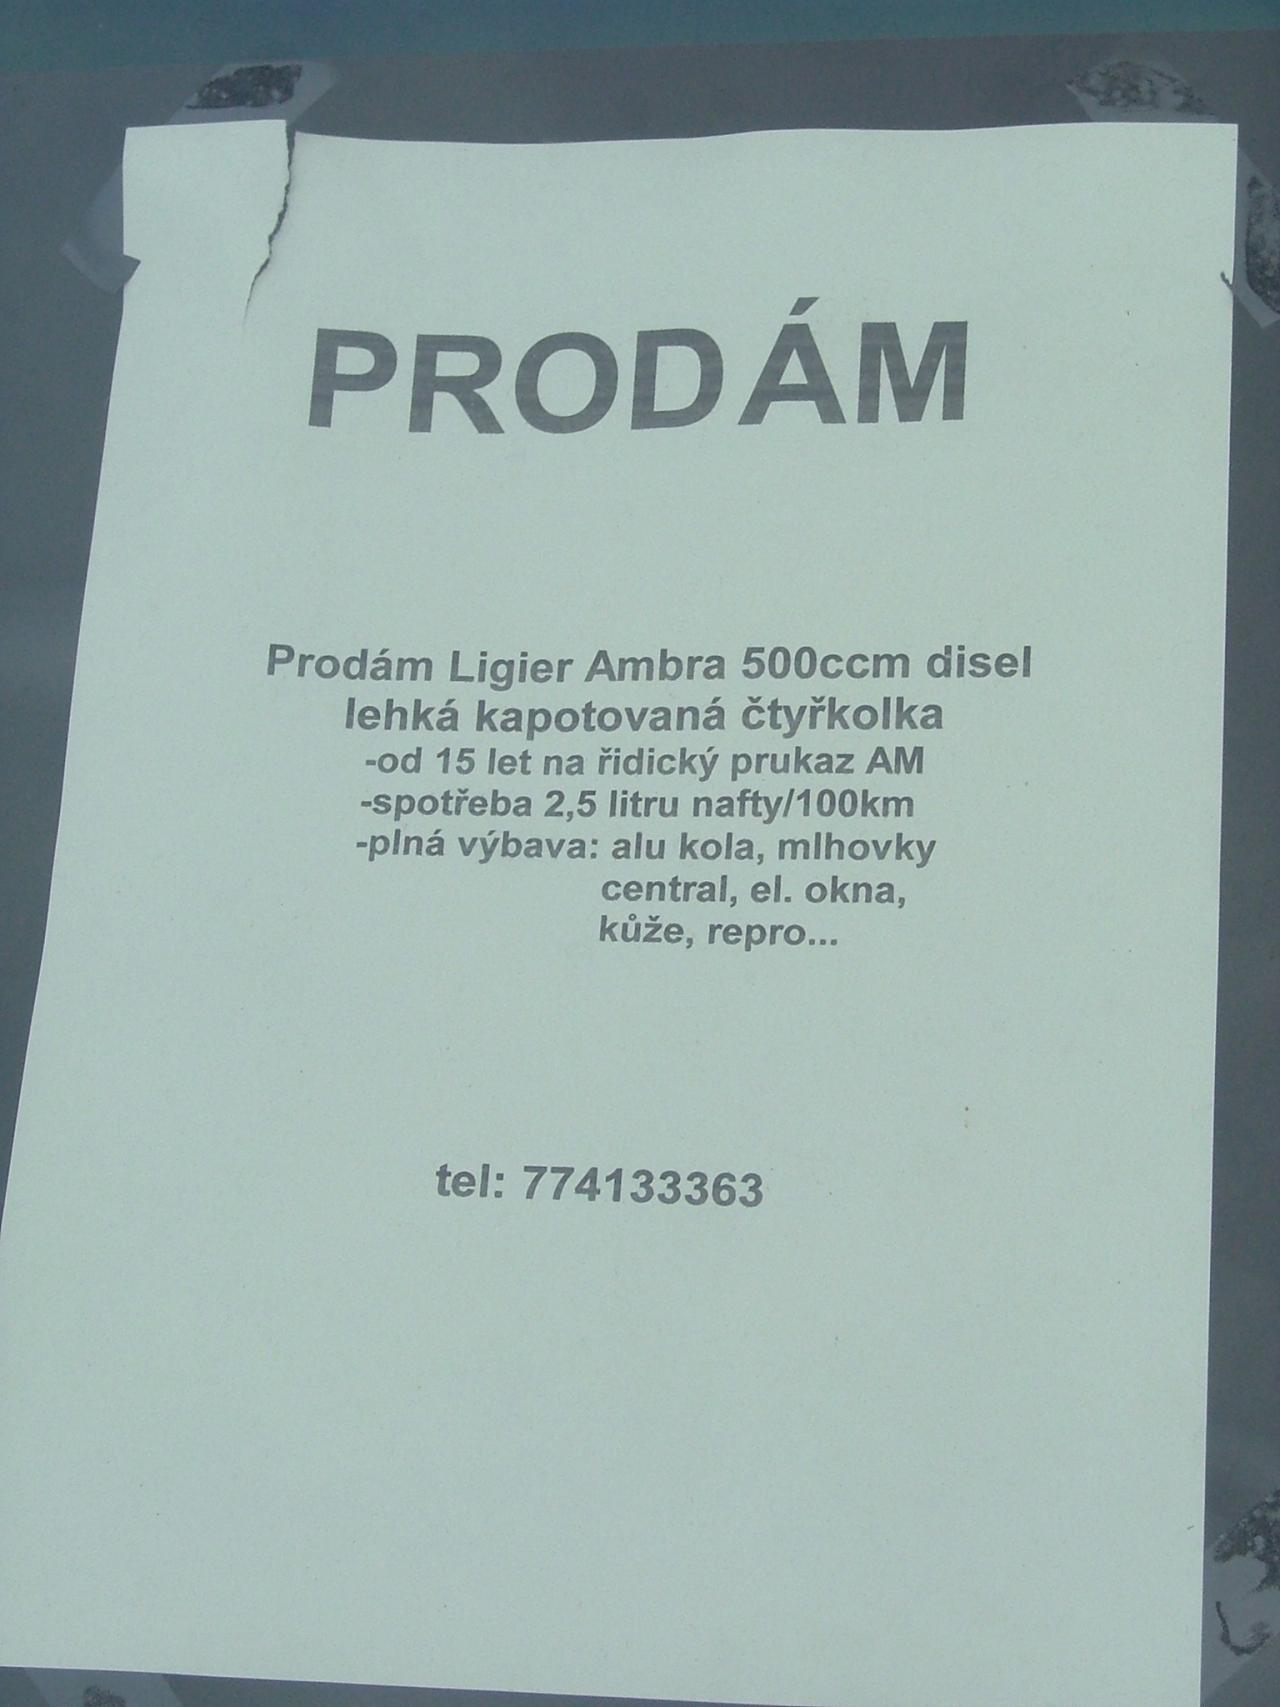 PRODÁM
Prodám Ligier Ambra 500ccm disel
lehká kapotovaná čtyřkolka
-od 15 let na řidický prukaz AM
-spotřeba 2,5 litru nafty/100km
-plná výbava: alu kola, mlhovky
central, el. okna,
kůže, repro...
tel: 774133363